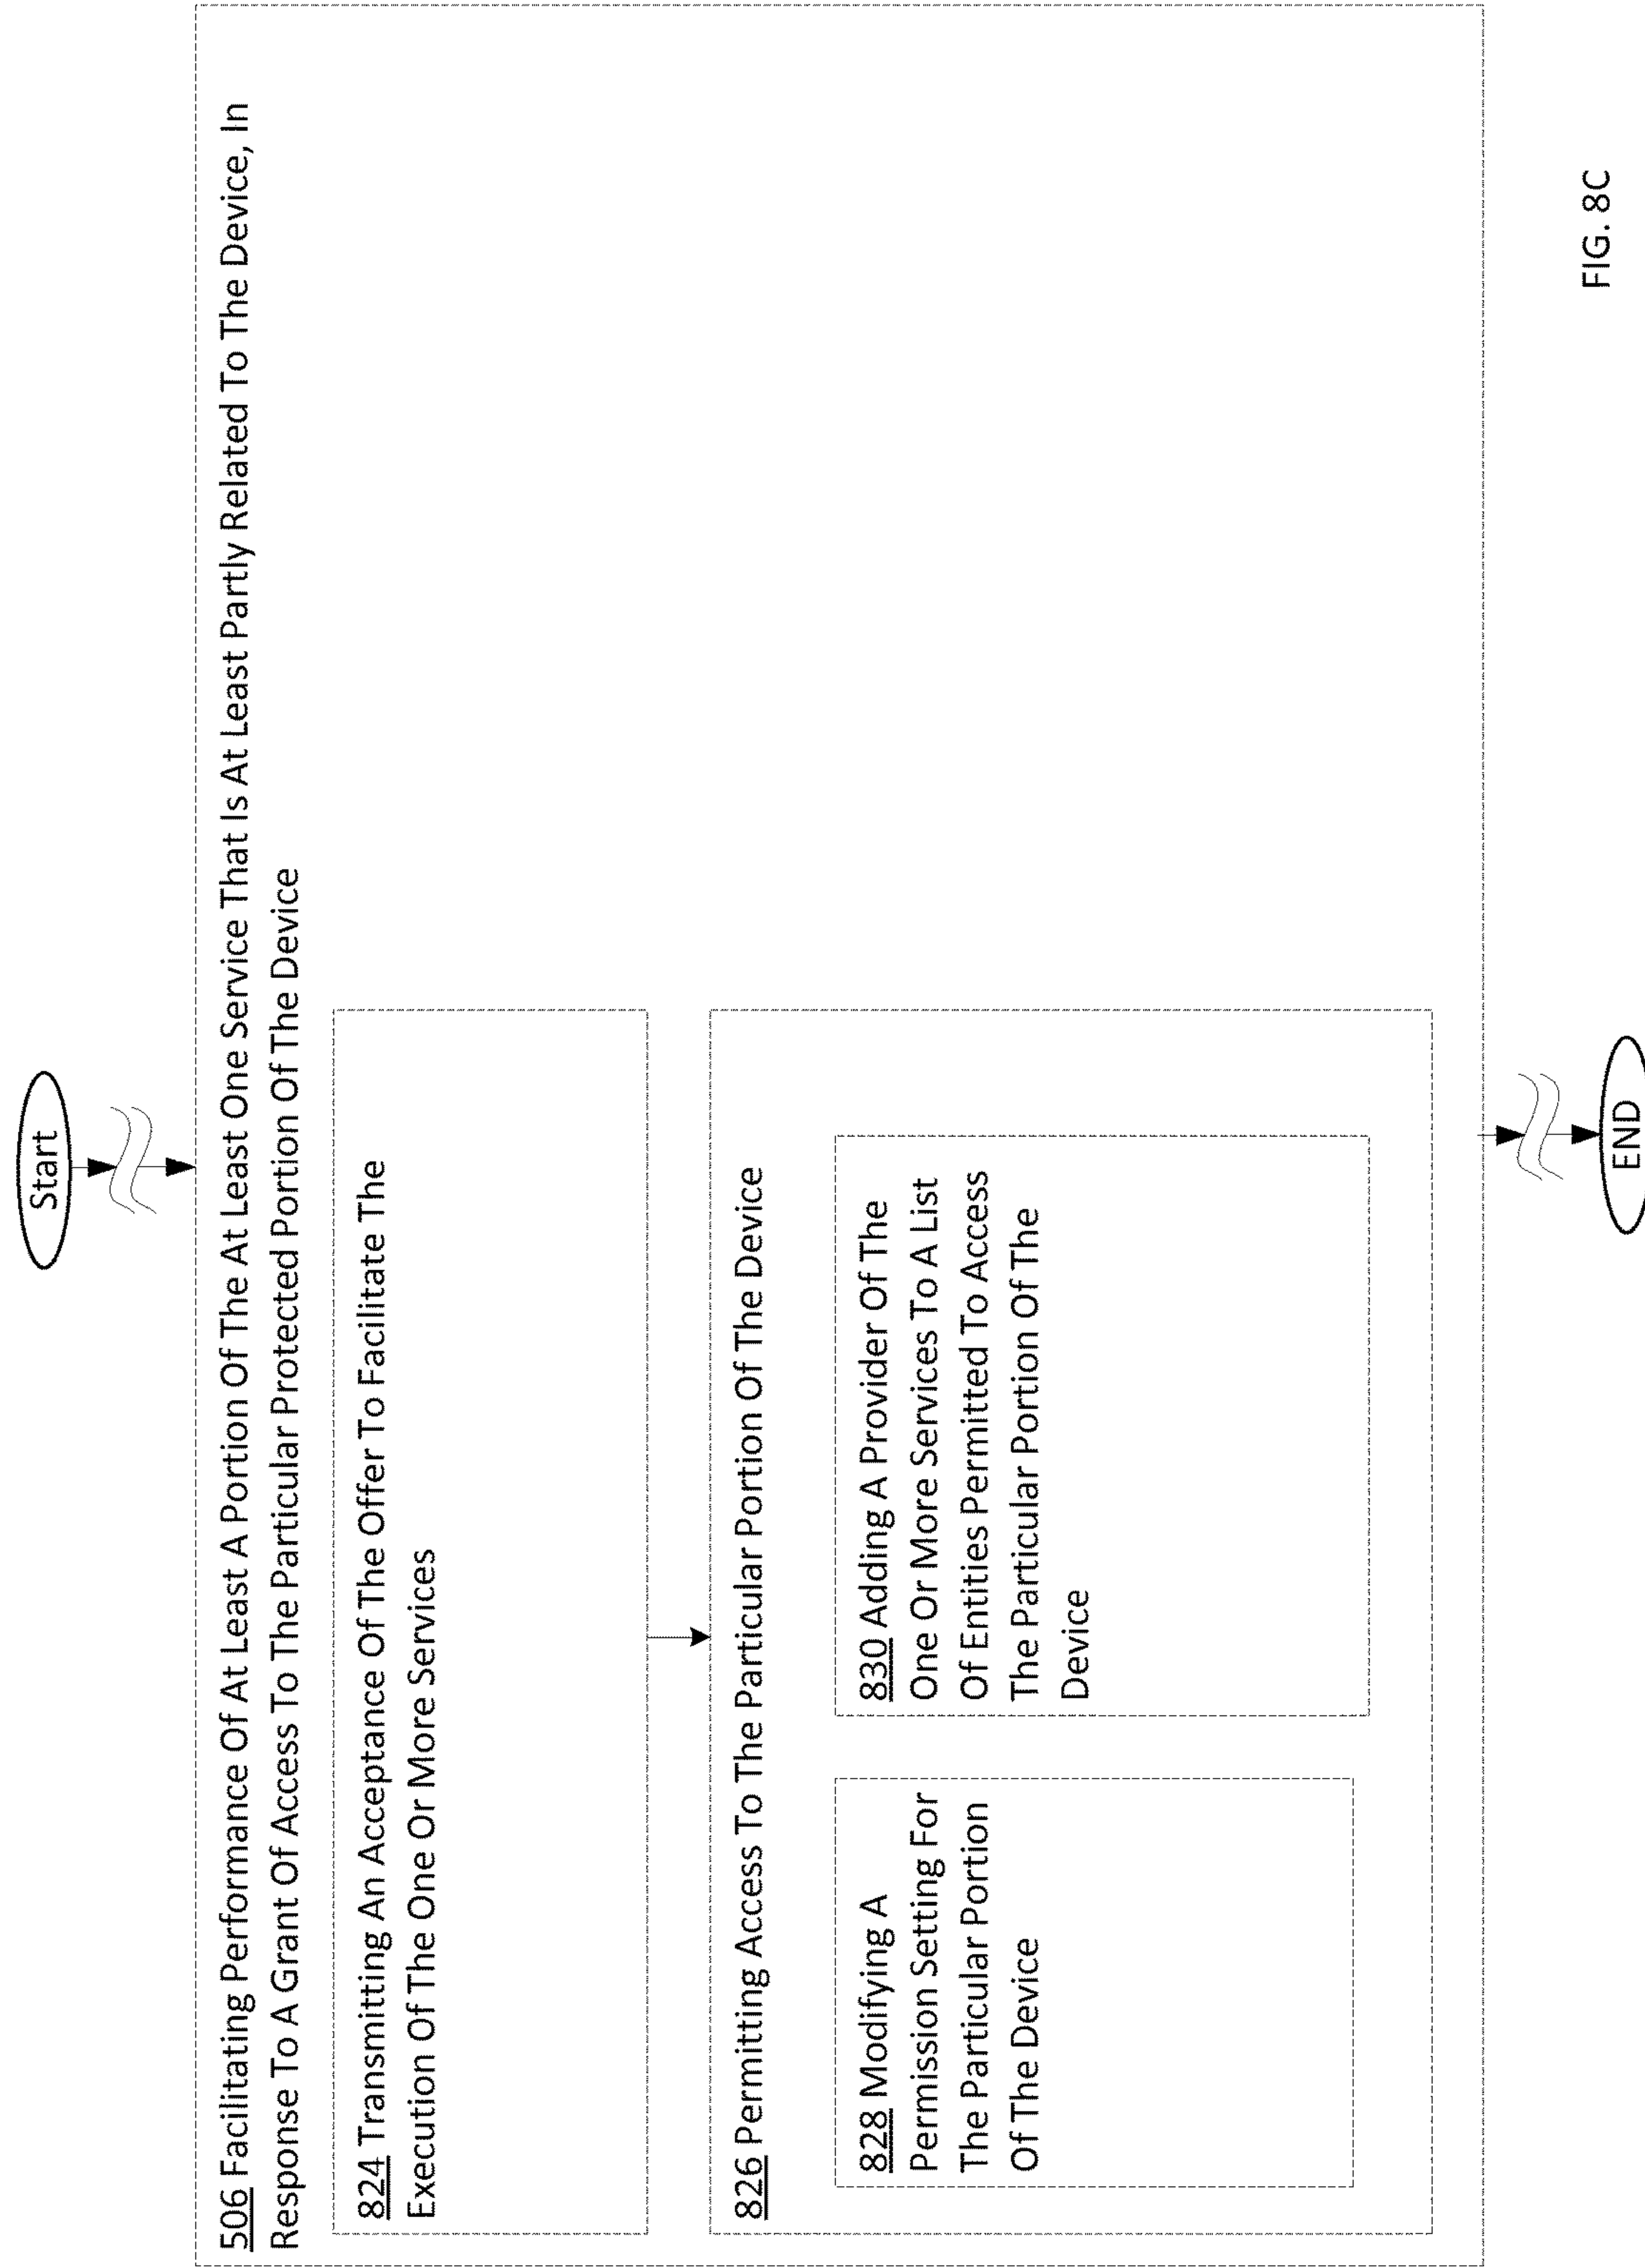 Start
506 Facilitating Performance Of At Least A Portion Of The At Least One Service That Is At Least Partly Related To The Device, In
Response To A Grant Of Access To The Particular Protected Portion Of The Device
824 Transmitting An Acceptance Of The Offer To Facilitate The
Execution Of The One Or More Services
826 Permitting Access To The Particular Portion Of The Device
828 Modifying A
Permission Setting For
The Particular Portion
Of The Device
830 Adding A Provider Of The
One Or More Services To A List
Of Entities Permitted To Access
The Particular Portion Of The
Device
END
FIG. 8C